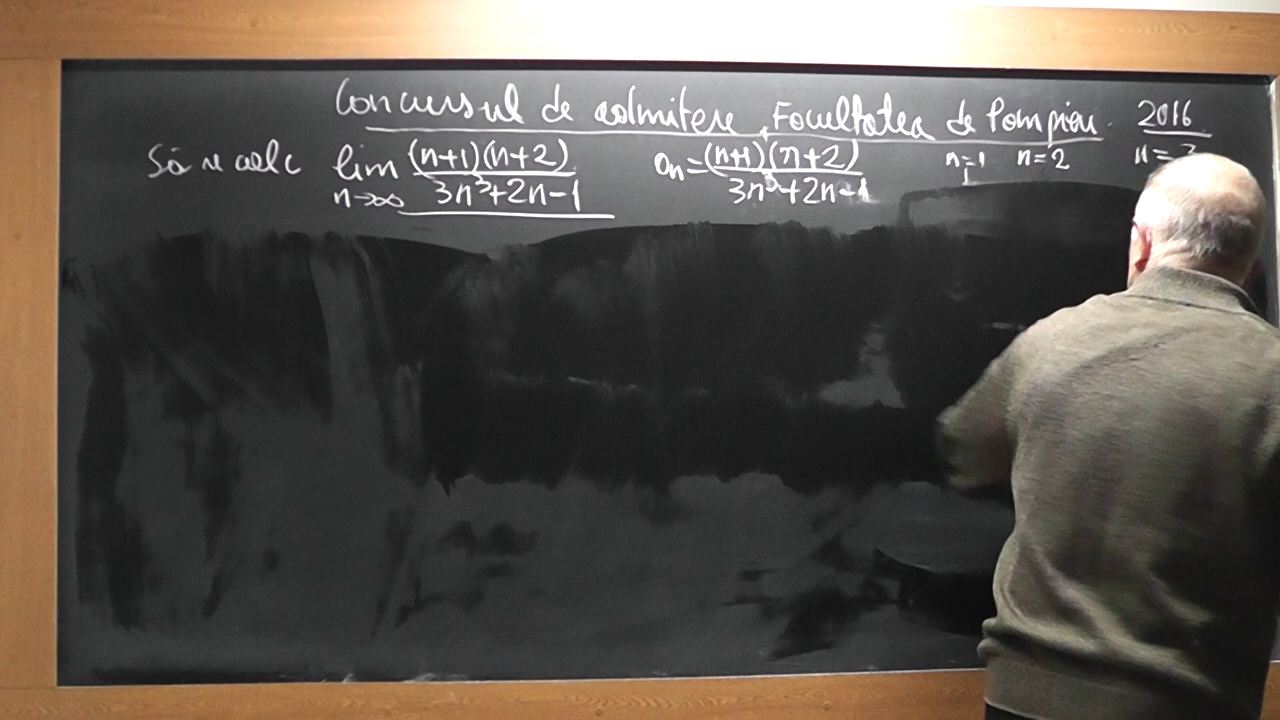 Concursul de admitere, Facultatea de Pompieri 2016
Să se calc lim n→∞ (n+1)(n+2) / 3n³+2n-1 aₙ = (n+1)(n+2) / 3n³+2n-1 n=1 n=2 n=3